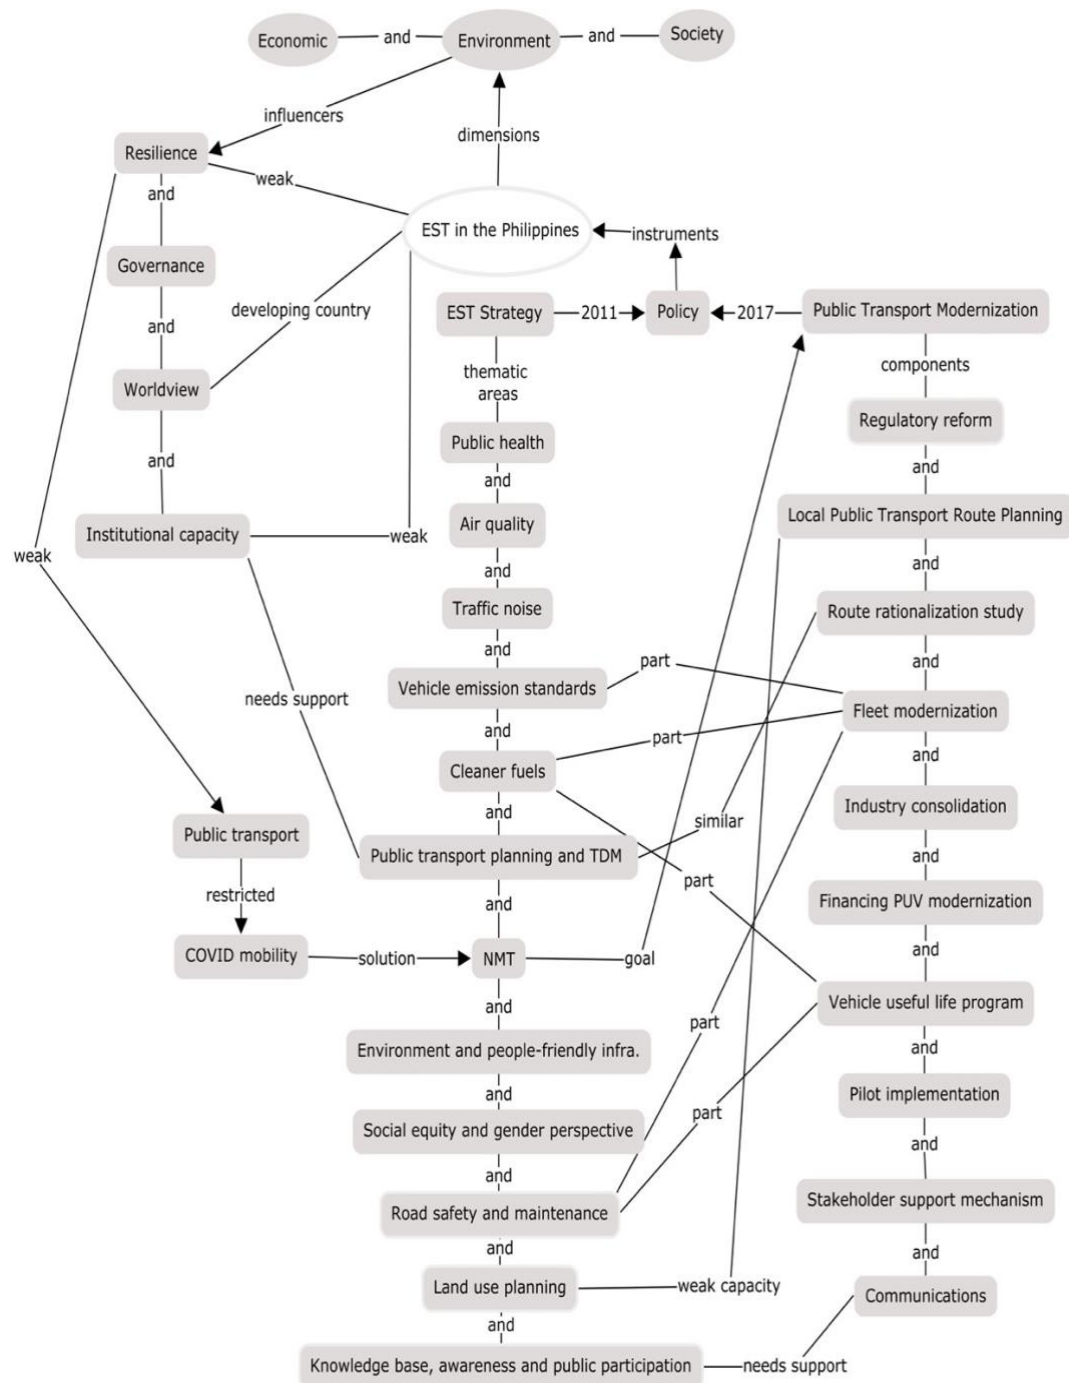 Economic and Environment and Society
influencers
dimensions
Resilience
weak
and
EST in the Philippines
instruments
Governance
developing country
and
EST Strategy 2011 Policy 2017 Public Transport Modernization
thematic
areas
components
Worldview
Regulatory reform
Public health
and
and
and
Local Public Transport Route Planning
Air quality
Institutional capacity weak
weak
and
and
Traffic noise
Route rationalization study
and
part
and
Vehicle emission standards
needs support
Fleet modernization
and
part
and
Cleaner fuels
Industry consolidation
and
similar
Public transport
Public transport planning and TDM
and
part
restricted
and
Financing PUV modernization
and
COVID mobility solution NMT goal
Vehicle useful life program
and
part
and
Environment and people-friendly infra.
Pilot implementation
and
part
Social equity and gender perspective
and
and
Stakeholder support mechanism
Road safety and maintenance
and
and
Land use planning weak capacity
Communications
and
Knowledge base, awareness and public participation needs support